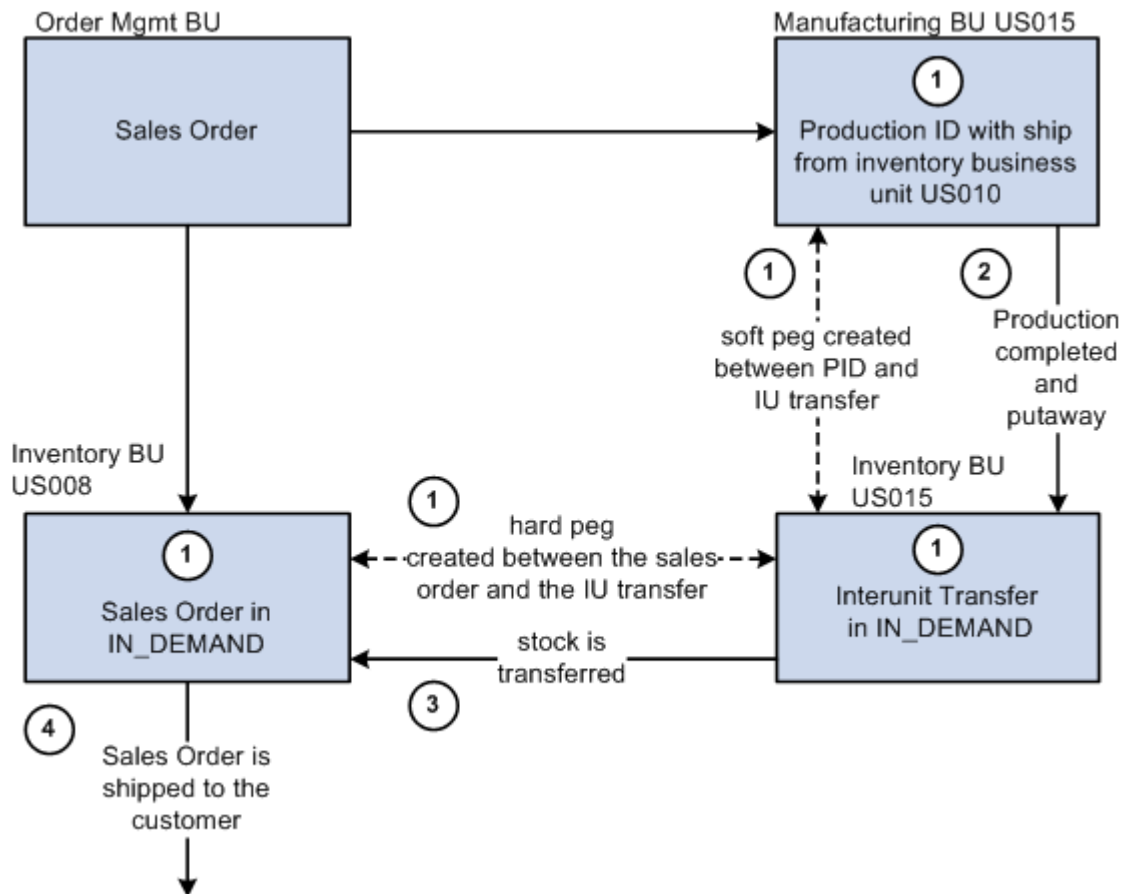 Order Mgmt BU
Manufacturing BU US015
Sales Order
1
Production ID with ship
from inventory business
unit US010
1
soft peg created
between PID and
IU transfer
2
Production
completed
and
putaway
Inventory BU
US008
Inventory BU
US015
1
Sales Order in
IN_DEMAND
1
hard peg
created between the sales
order and the IU transfer
1
Interunit Transfer
in IN_DEMAND
stock is
transferred
3
4
Sales Order is
shipped to the
customer